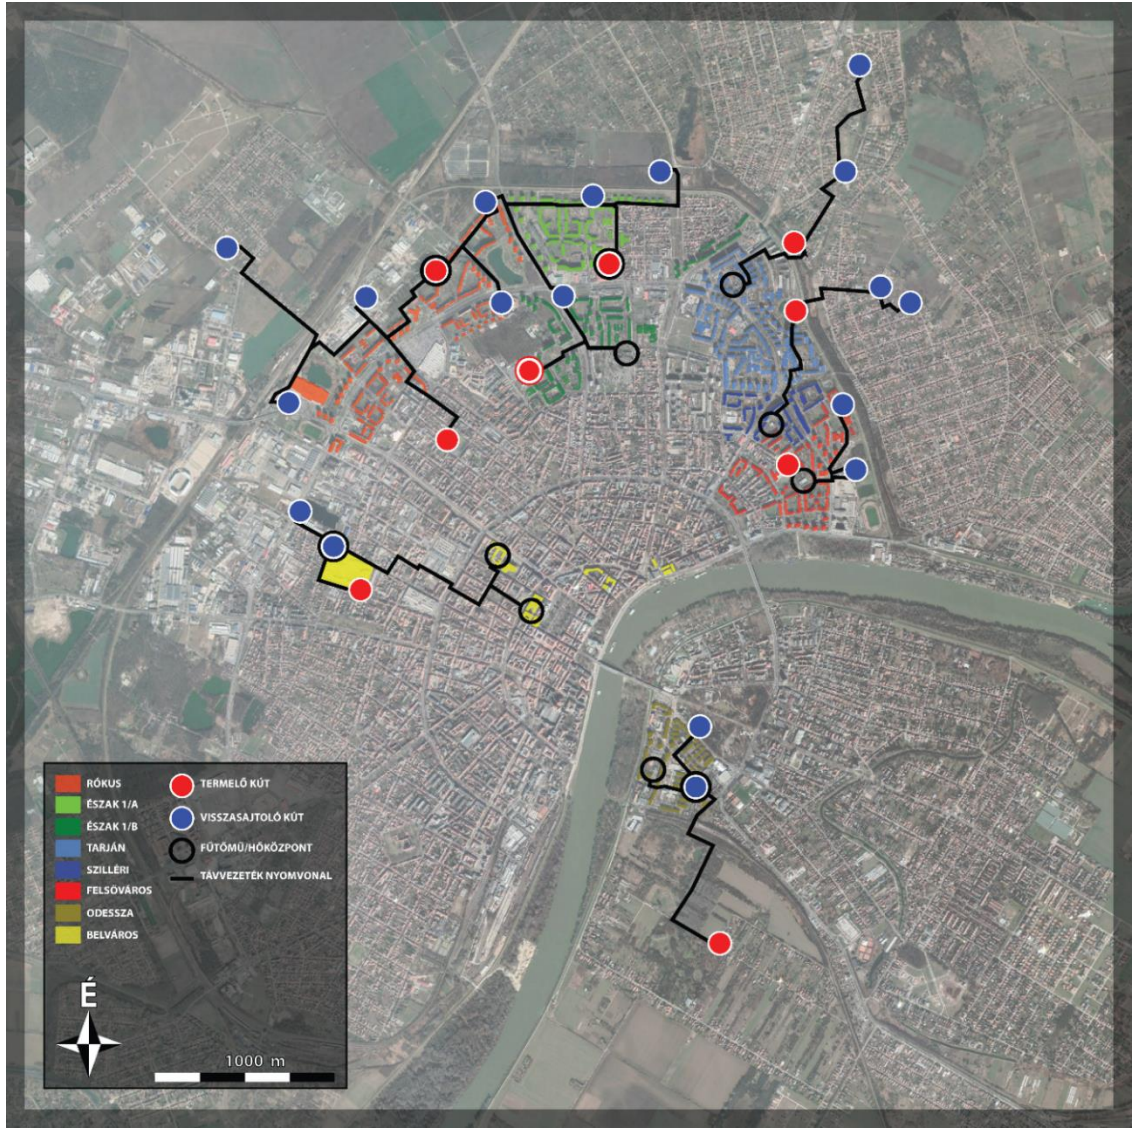 RÓKUS
ÉSZAK 1/A
ÉSZAK 1/B
TARJÁN
SZILLÉRI
FELSŐVÁROS
ODESSZA
BELVÁROS
TERMELŐ KÚT
VISSZASAJTOLÓ KÚT
FŰTŐMŰ/HŐKÖZPONT
TÁVVEZETÉK NYOMVONAL
É
1000 m